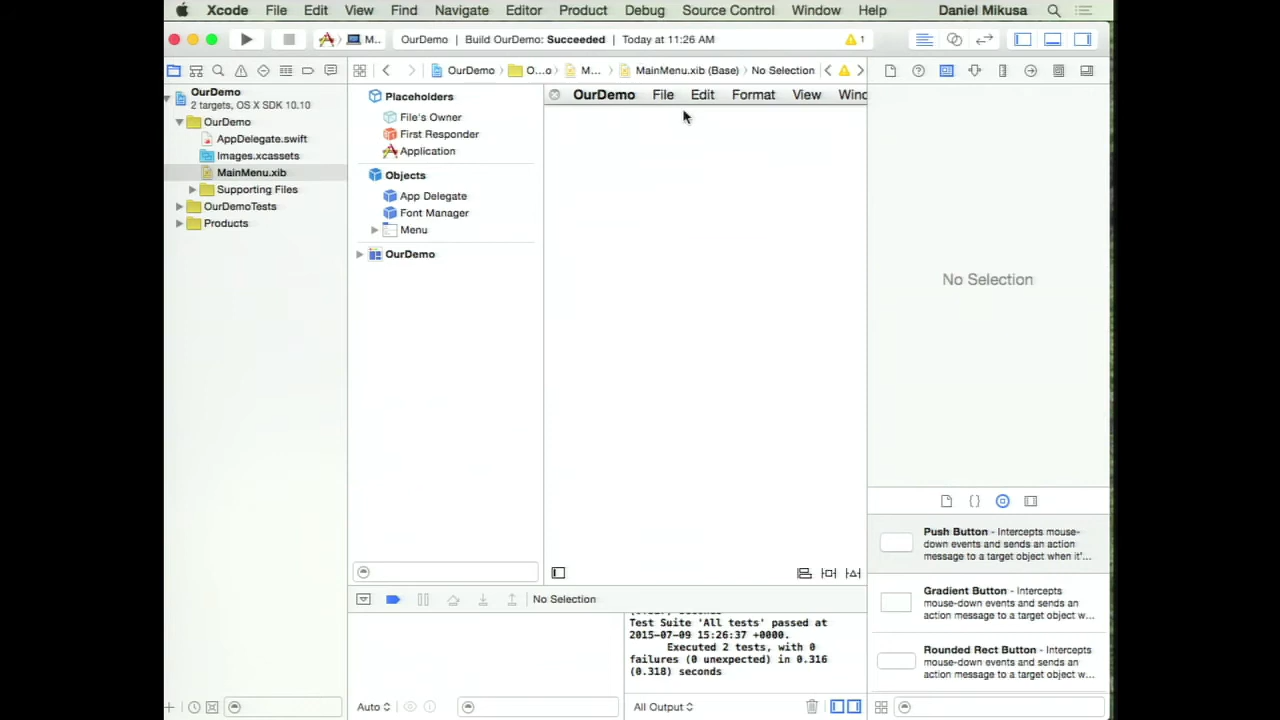 Xcode File Edit View Find Navigate Editor Product Debug Source Control Window Help Daniel Mikusa
M... OurDemo | Build OurDemo: Succeeded | Today at 11:26 AM 1
OurDemo O...o M... MainMenu.xib (Base) No Selection
OurDemo
2 targets, OS X SDK 10.10
OurDemo
AppDelegate.swift
Images.xcassets
MainMenu.xib
Supporting Files
OurDemoTests
Products
Placeholders
File's Owner
First Responder
Application
Objects
App Delegate
Font Manager
Menu
OurDemo
OurDemo File Edit Format View Wind
No Selection
Push Button - Intercepts mouse-
down events and sends an action
message to a target object when it'...
Gradient Button - Intercepts
mouse-down events and sends an
action message to a target object w...
Rounded Rect Button - Intercepts
mouse-down events and sends an
action message to a target object w...
No Selection
Test Suite 'All tests' passed at
2015-07-09 15:26:37 +0000.
Executed 2 tests, with 0
failures (0 unexpected) in 0.316
(0.318) seconds
Auto
All Output